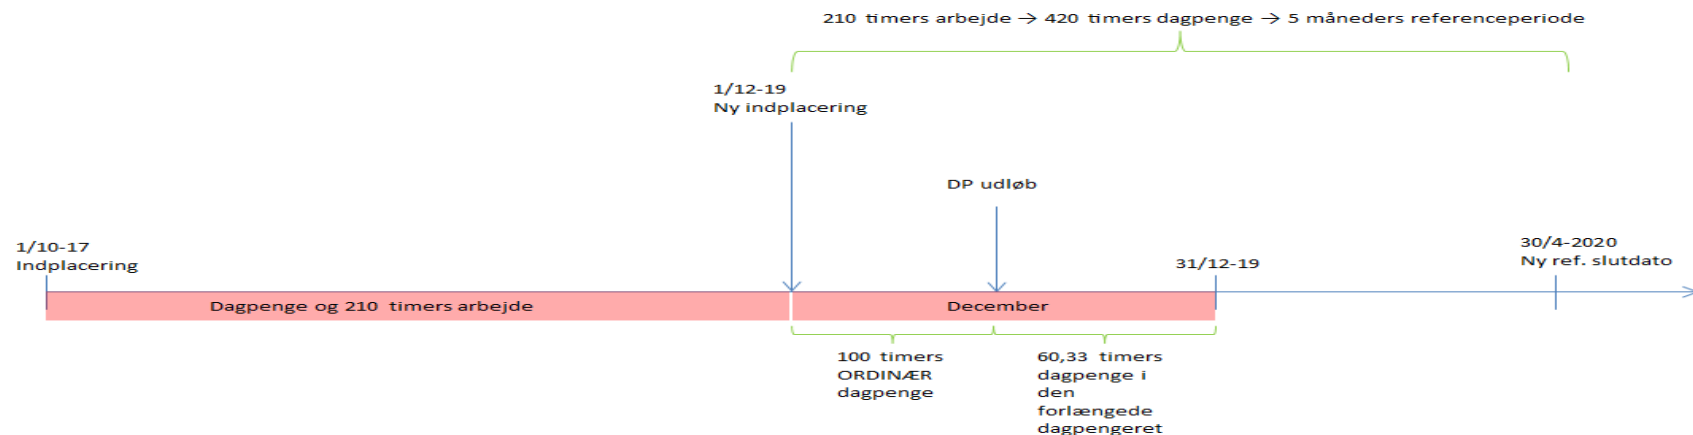 210 timers arbejde → 420 timers dagpenge → 5 måneders referenceperiode
1/12-19
Ny indplacering
DP udløb
1/10-17
Indplacering
31/12-19
30/4-2020
Ny ref. slutdato
Dagpenge og 210 timers arbejde
December
100 timers
ORDINÆR
dagpenge
60,33 timers
dagpenge i
den
forlængede
dagpengeret